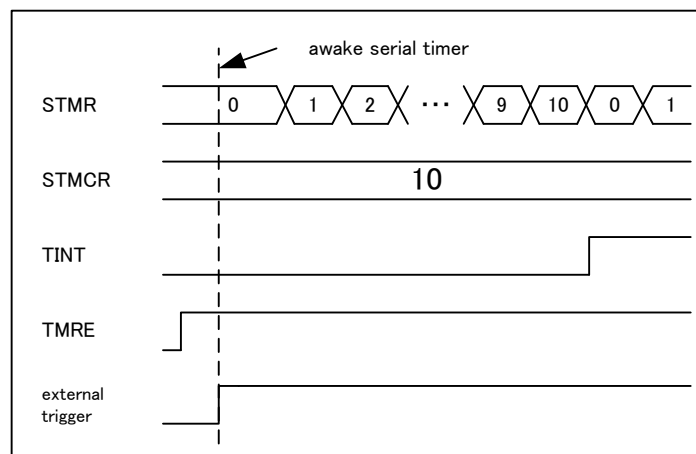 awake serial timer
STMR 0 1 2 ··· 9 10 0 1
STMCR 10
TINT
TMRE
external
trigger